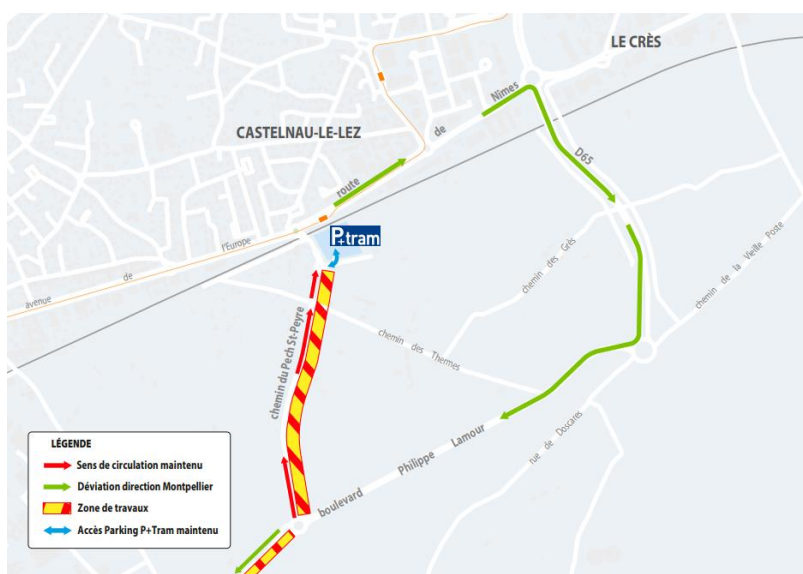 LE CRÈS
Nîmes
de
CASTELNAU-LE-LEZ
D65
route
P+tram
l'Europe
de
avenue
chemin des Grès
chemin de la Vieille Poste
chemin du Pech St-Peyre
chemin des Thermes
boulevard Philippe Lamour
rue de Doscares
LÉGENDE
Sens de circulation maintenu
Déviation direction Montpellier
Zone de travaux
Accès Parking P+Tram maintenu